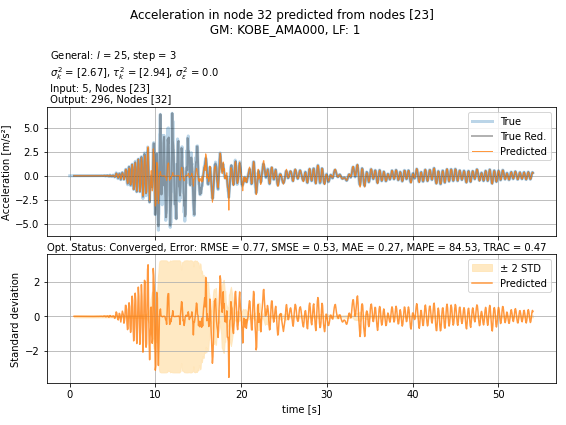 Acceleration in node 32 predicted from nodes [23]
GM: KOBE_AMA000, LF: 1
General: l = 25, step = 3
σ²ₖ = [2.67], τ²ₖ = [2.94], σ²ε = 0.0
Input: 5, Nodes [23]
Output: 296, Nodes [32]
Acceleration [m/s²]
5.0
2.5
0.0
−2.5
−5.0
True
True Red.
Predicted
Opt. Status: Converged, Error: RMSE = 0.77, SMSE = 0.53, MAE = 0.27, MAPE = 84.53, TRAC = 0.47
Standard deviation
2
0
−2
± 2 STD
Predicted
0 10 20 30 40 50
time [s]